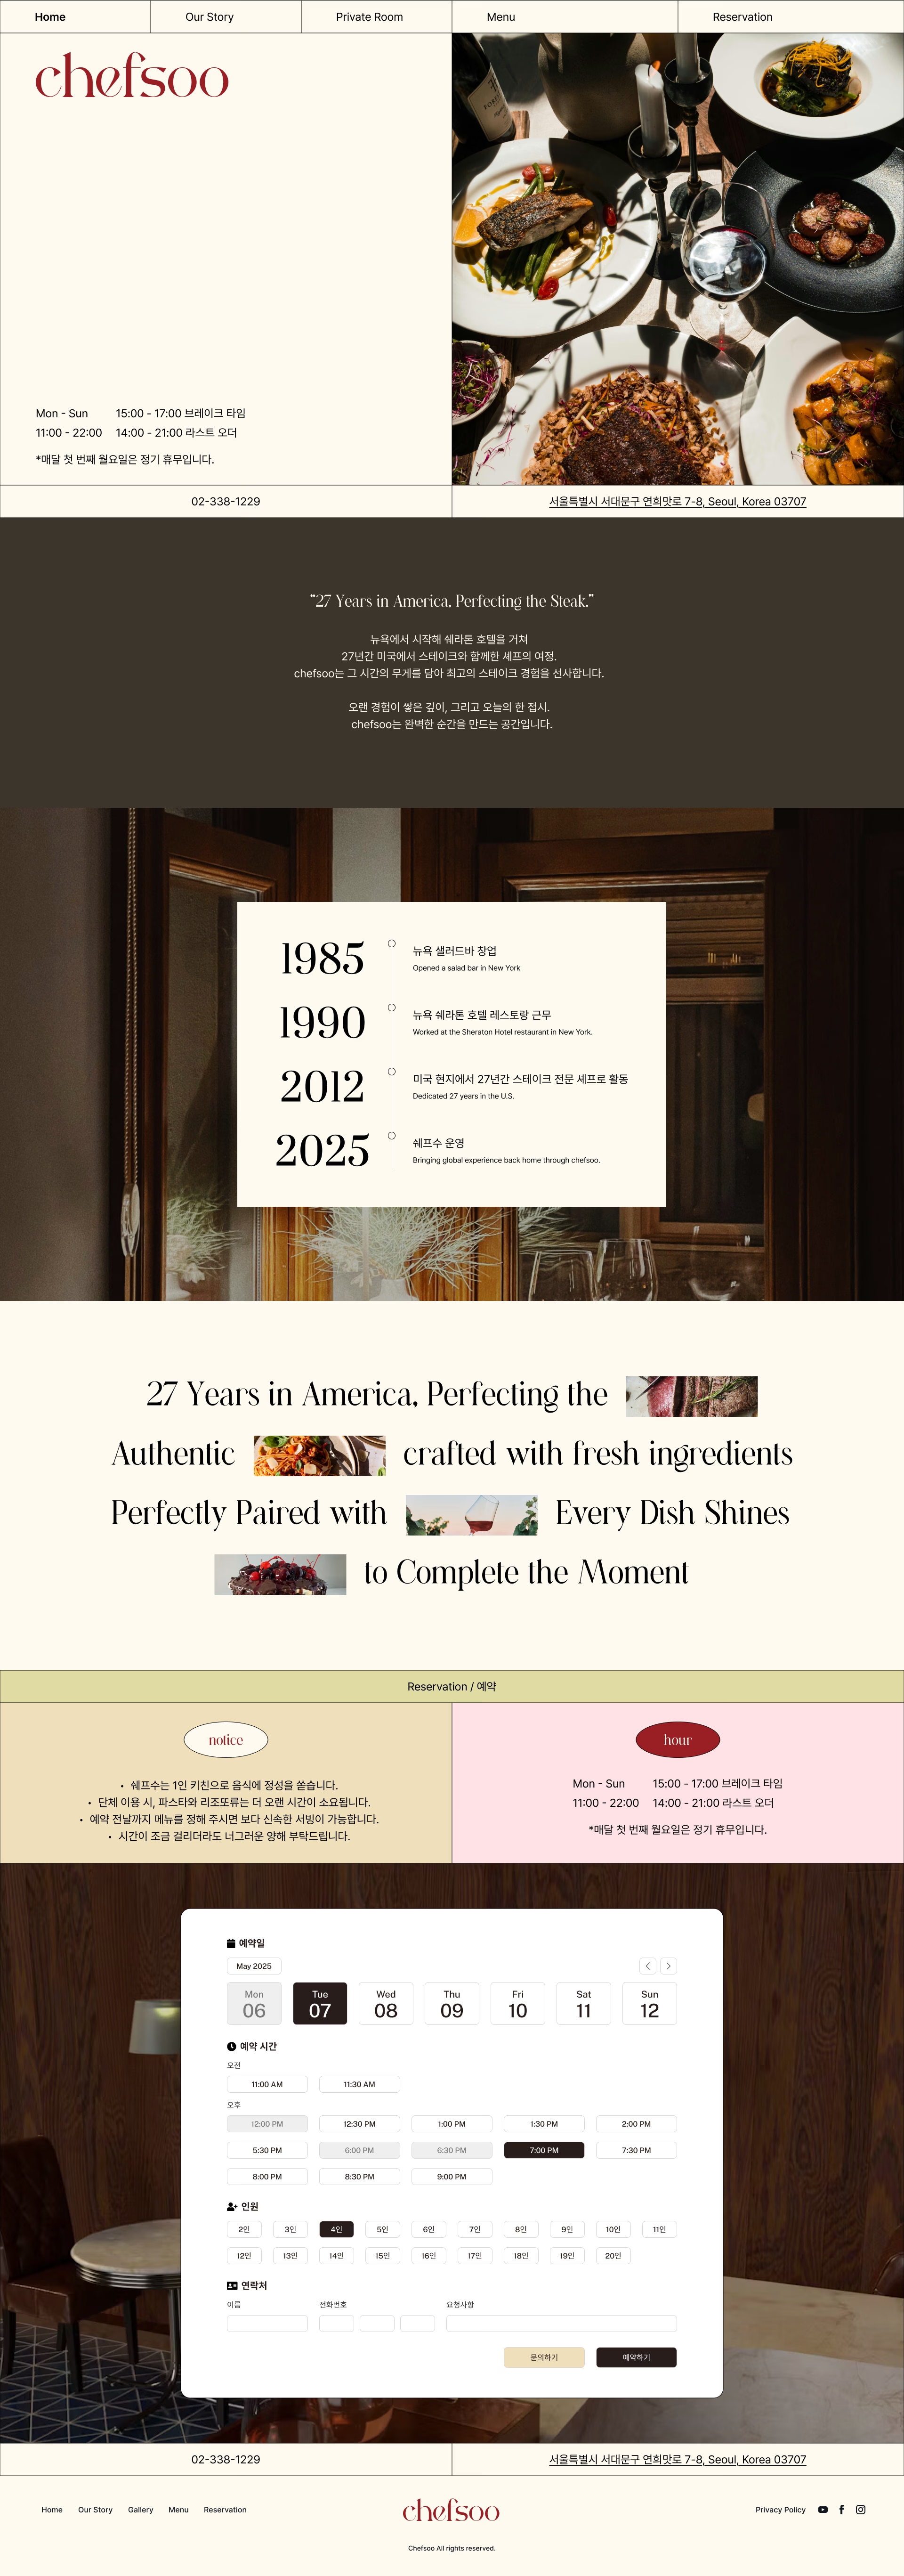 Home
Our Story
Private Room
Menu
Reservation
chefsoo
Mon - Sun 15:00 - 17:00 브레이크 타임
11:00 - 22:00 14:00 - 21:00 라스트 오더
*매달 첫 번째 월요일은 정기 휴무입니다.
02-338-1229
서울특별시 서대문구 연희맛로 7-8, Seoul, Korea 03707
“27 Years in America, Perfecting the Steak.”
뉴욕에서 시작해 쉐라톤 호텔을 거쳐
27년간 미국에서 스테이크와 함께한 셰프의 여정.
chefsoo는 그 시간의 무게를 담아 최고의 스테이크 경험을 선사합니다.
오랜 경험이 쌓은 깊이, 그리고 오늘의 한 접시.
chefsoo는 완벽한 순간을 만드는 공간입니다.
1985
뉴욕 샐러드바 창업
Opened a salad bar in New York
1990
뉴욕 쉐라톤 호텔 레스토랑 근무
Worked at the Sheraton Hotel restaurant in New York.
2012
미국 현지에서 27년간 스테이크 전문 셰프로 활동
Dedicated 27 years in the U.S.
2025
쉐프수 운영
Bringing global experience back home through chefsoo.
27 Years in America, Perfecting the
Authentic crafted with fresh ingredients
Perfectly Paired with Every Dish Shines
to Complete the Moment
Reservation / 예약
notice
• 쉐프수는 1인 키친으로 음식에 정성을 쏟습니다.
• 단체 이용 시, 파스타와 리조또류는 더 오랜 시간이 소요됩니다.
• 예약 전날까지 메뉴를 정해 주시면 보다 신속한 서빙이 가능합니다.
• 시간이 조금 걸리더라도 너그러운 양해 부탁드립니다.
hour
Mon - Sun 15:00 - 17:00 브레이크 타임
11:00 - 22:00 14:00 - 21:00 라스트 오더
*매달 첫 번째 월요일은 정기 휴무입니다.
예약일
May 2025
Mon Tue Wed Thu Fri Sat Sun
06 07 08 09 10 11 12
예약 시간
오전
11:00 AM 11:30 AM
오후
12:00 PM 12:30 PM 1:00 PM 1:30 PM 2:00 PM
5:30 PM 6:00 PM 6:30 PM 7:00 PM 7:30 PM
8:00 PM 8:30 PM 9:00 PM
인원
2인 3인 4인 5인 6인 7인 8인 9인 10인 11인
12인 13인 14인 15인 16인 17인 18인 19인 20인
연락처
이름 전화번호 요청사항
문의하기 예약하기
02-338-1229
서울특별시 서대문구 연희맛로 7-8, Seoul, Korea 03707
Home Our Story Gallery Menu Reservation
chefsoo
Privacy Policy
Chefsoo All rights reserved.